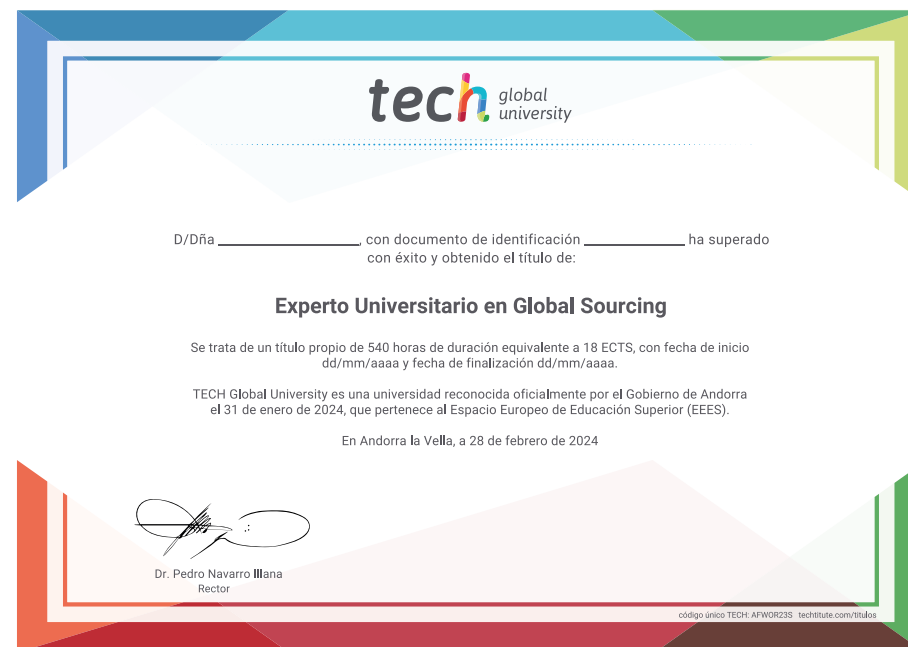 tech global university
D/Dña ____________________, con documento de identificación ______________ ha superado
con éxito y obtenido el título de:
Experto Universitario en Global Sourcing
Se trata de un título propio de 540 horas de duración equivalente a 18 ECTS, con fecha de inicio
dd/mm/aaaa y fecha de finalización dd/mm/aaaa.
TECH Global University es una universidad reconocida oficialmente por el Gobierno de Andorra
el 31 de enero de 2024, que pertenece al Espacio Europeo de Educación Superior (EEES).
En Andorra la Vella, a 28 de febrero de 2024
Dr. Pedro Navarro Illana
Rector
código único TECH: AFWOR23S techtitute.com/titulos